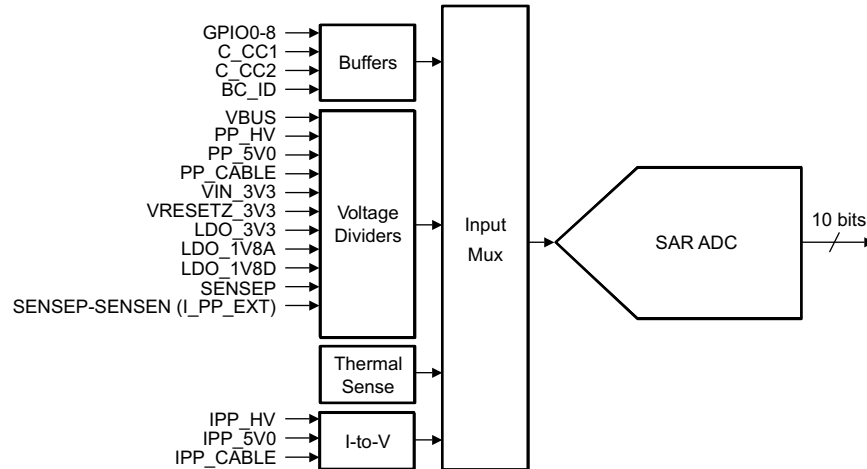 GPIO0-8
C_CC1
C_CC2
BC_ID
Buffers
VBUS
PP_HV
PP_5V0
PP_CABLE
VIN_3V3
VRESETZ_3V3
LDO_3V3
LDO_1V8A
LDO_1V8D
SENSEP
SENSEP-SENSEN (I_PP_EXT)
Voltage
Dividers
Thermal
Sense
IPP_HV
IPP_5V0
IPP_CABLE
I-to-V
Input
Mux
SAR ADC
10 bits